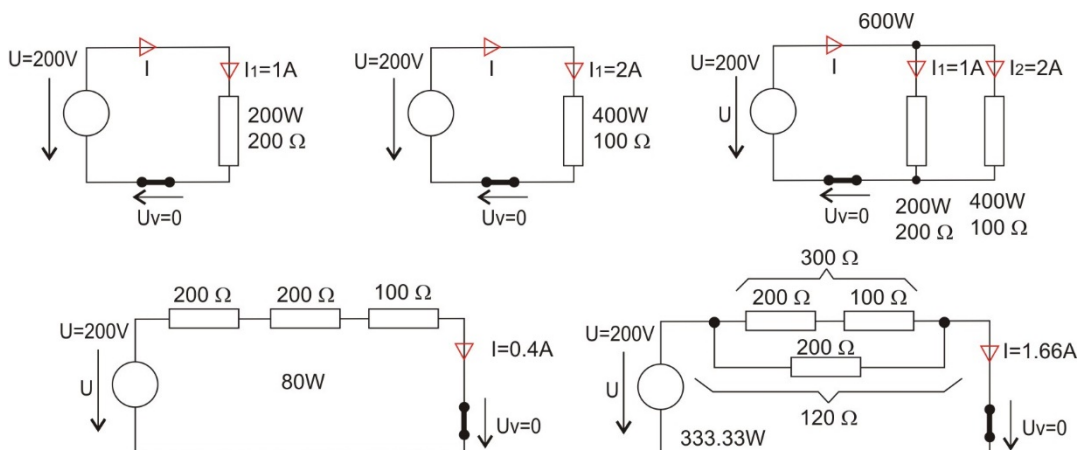 U=200V
I
I1=1A
200W
200 Ω
Uv=0
U=200V
I
I1=2A
400W
100 Ω
Uv=0
600W
U=200V
I
I1=1A
I2=2A
U
Uv=0
200W
200 Ω
400W
100 Ω
200 Ω
200 Ω
100 Ω
U=200V
I=0.4A
U
80W
Uv=0
300 Ω
200 Ω
100 Ω
U=200V
200 Ω
I=1.66A
U
120 Ω
Uv=0
333.33W